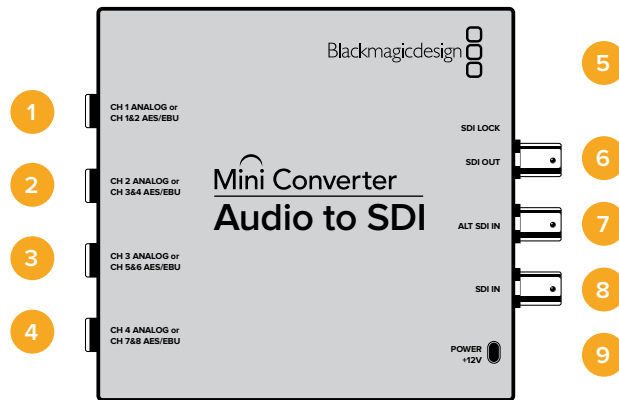 Blackmagicdesign
1
CH 1 ANALOG or
CH 1&2 AES/EBU
2
CH 2 ANALOG or
CH 3&4 AES/EBU
3
CH 3 ANALOG or
CH 5&6 AES/EBU
4
CH 4 ANALOG or
CH 7&8 AES/EBU
Mini Converter
Audio to SDI
5
SDI LOCK
SDI OUT
6
ALT SDI IN
7
SDI IN
8
POWER
+12V
9